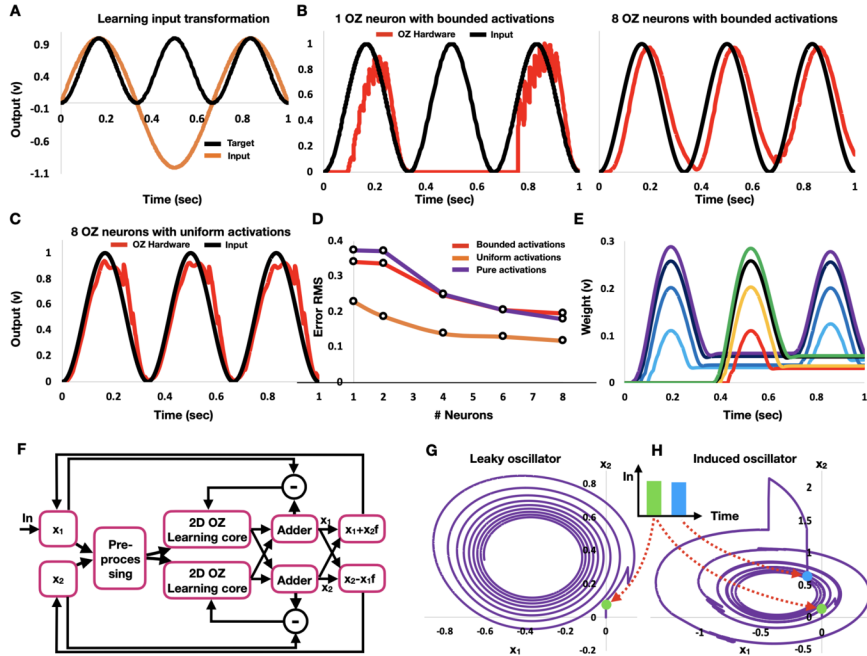 A
Learning input transformation
Output (v)
0.9
0.4
-0.1
-0.6
-1.1
0 0.2 0.4 0.6 0.8 1
Target
Input
Time (sec)
B
1 OZ neuron with bounded activations
OZ Hardware Input
1
0.8
0.6
0.4
0.2
0
0 0.2 0.4 0.6 0.8 1
Time (sec)
8 OZ neurons with bounded activations
0 0.2 0.4 0.6 0.8 1
Time (sec)
C
8 OZ neurons with uniform activations
OZ Hardware Input
Output (v)
1
0.8
0.6
0.4
0.2
0
0 0.2 0.4 0.6 0.8 1
Time (sec)
D
Error RMS
0.4
0.3
0.2
0.1
0
Bounded activations
Uniform activations
Pure activations
0 1 2 3 4 5 6 7 8
# Neurons
E
Weight (v)
0.3
0.2
0.1
0
0 0.2 0.4 0.6 0.8 1
Time (sec)
F
In
x1
x2
Pre-
proces
sing
2D OZ
Learning core
2D OZ
Learning core
-
Adder
Adder
-
x1
x2
x1+x2f
x2-x1f
G
Leaky oscillator
x2
0.8
0.6
0.4
0.2
0
-0.2
-0.8 -0.6 -0.4 -0.2 0
x1
H
Induced oscillator
In
Time
x2
2
1.5
1
0.5
0
-0.5
-1 -0.5 0
x1